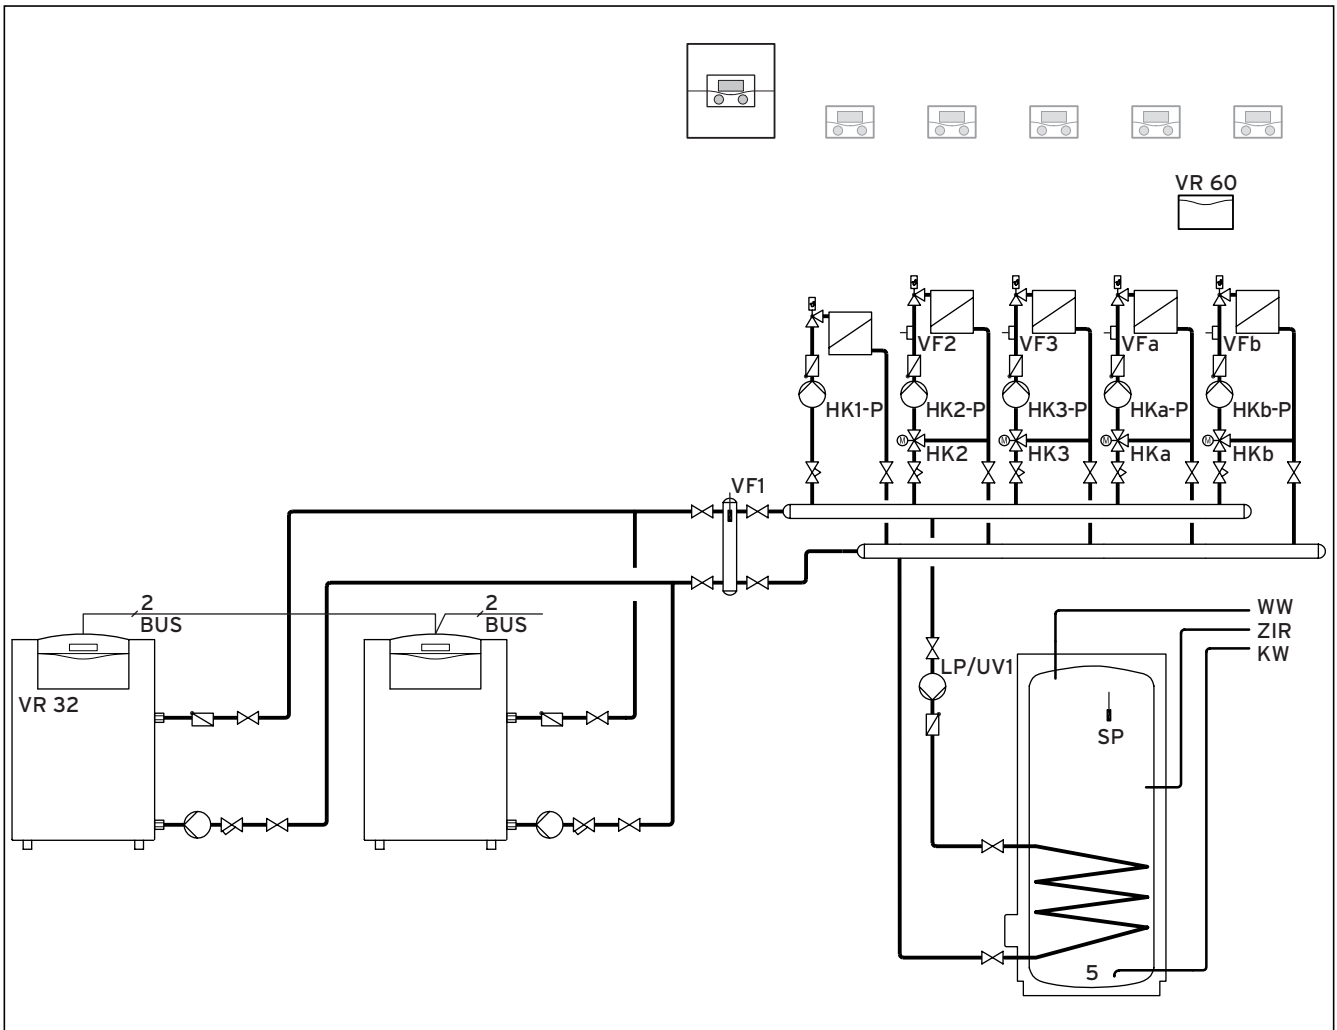 VR 60
VF2
VF3
VFa
VFb
HK1-P
HK2-P
HK3-P
HKa-P
HKb-P
HK2
HK3
HKa
HKb
VF1
2
BUS
2
BUS
WW
ZIR
KW
LP/UV1
VR 32
SP
5
M
M
M
M